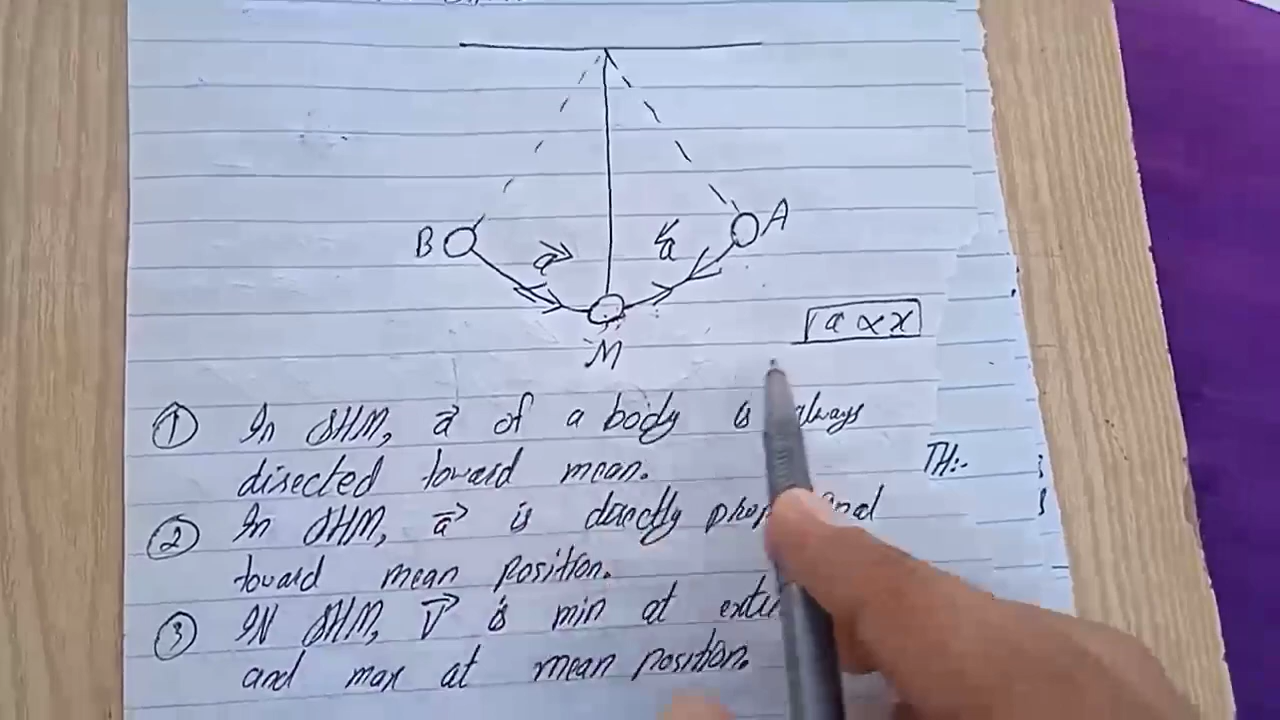 B
a
a
A
M
a ∝ x
① In SHM, a of a body is always
directed toward mean.
TH:-
② In SHM, a is directly
toward mean position.
③ IN SHM, V is min at
and max at mean position.